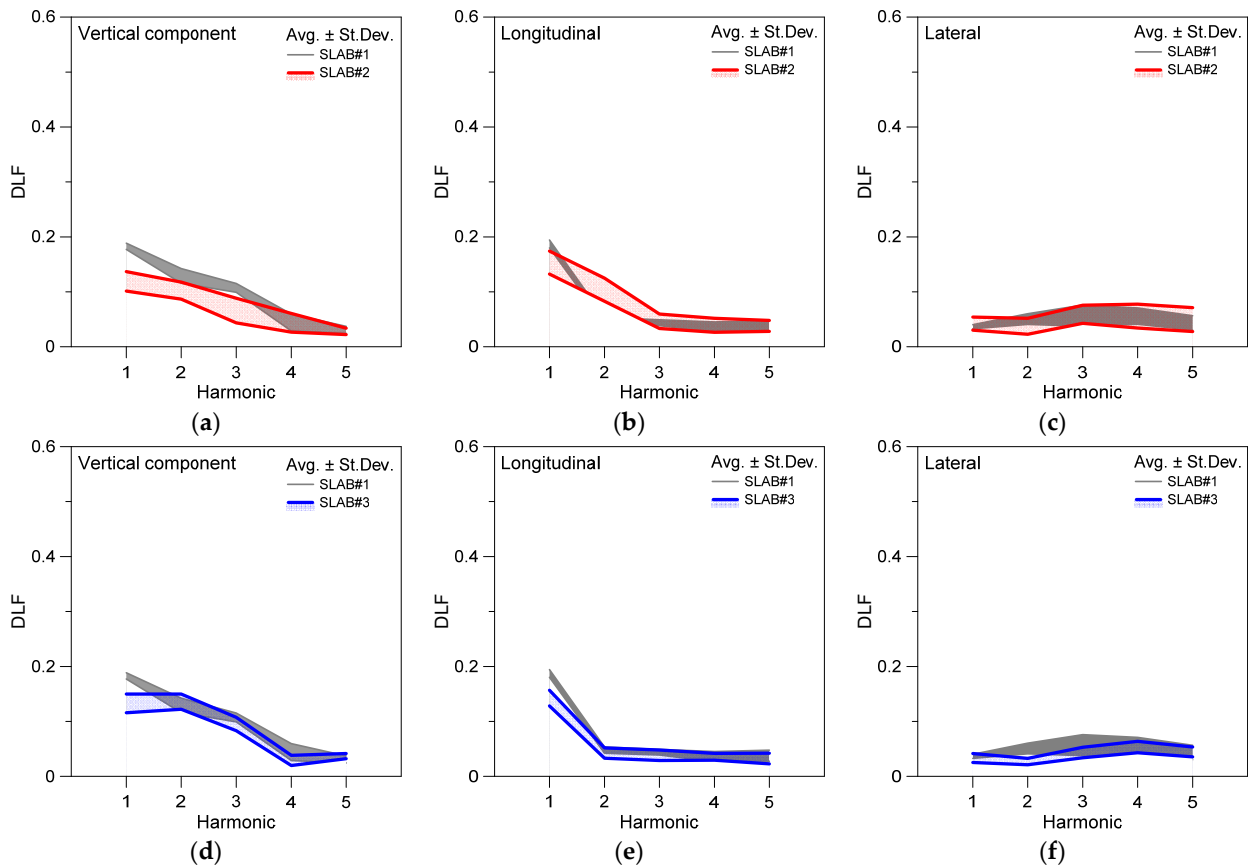 0.6
Vertical component
Avg. ± St.Dev.
SLAB#1
SLAB#2
0.4
DLF
0.2
0
1 2 3 4 5
Harmonic
(a)
0.6
Longitudinal
Avg. ± St.Dev.
SLAB#1
SLAB#2
0.4
DLF
0.2
0
1 2 3 4 5
Harmonic
(b)
0.6
Lateral
Avg. ± St.Dev.
SLAB#1
SLAB#2
0.4
DLF
0.2
0
1 2 3 4 5
Harmonic
(c)
0.6
Vertical component
Avg. ± St.Dev.
SLAB#1
SLAB#3
0.4
DLF
0.2
0
1 2 3 4 5
Harmonic
(d)
0.6
Longitudinal
Avg. ± St.Dev.
SLAB#1
SLAB#3
0.4
DLF
0.2
0
1 2 3 4 5
Harmonic
(e)
0.6
Lateral
Avg. ± St.Dev.
SLAB#1
SLAB#3
0.4
DLF
0.2
0
1 2 3 4 5
Harmonic
(f)